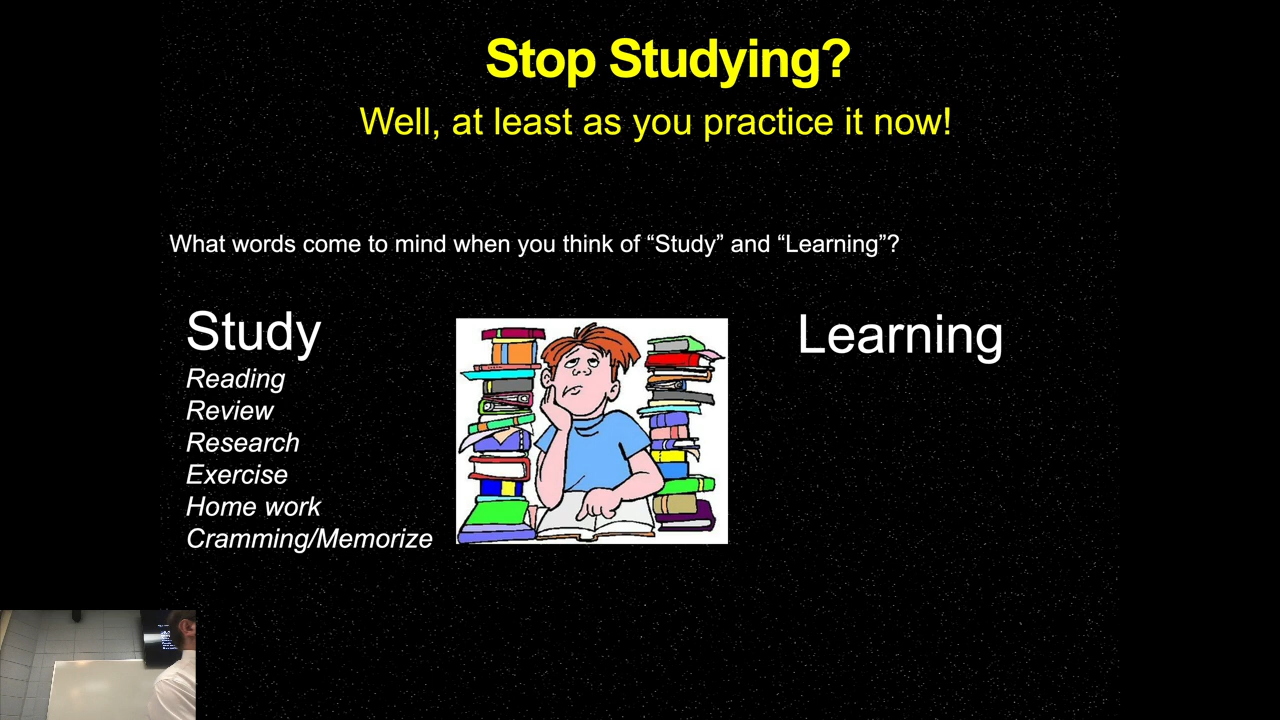 Stop Studying?
Well, at least as you practice it now!
What words come to mind when you think of “Study” and “Learning”?
Study
Reading
Review
Research
Exercise
Home work
Cramming/Memorize
Learning